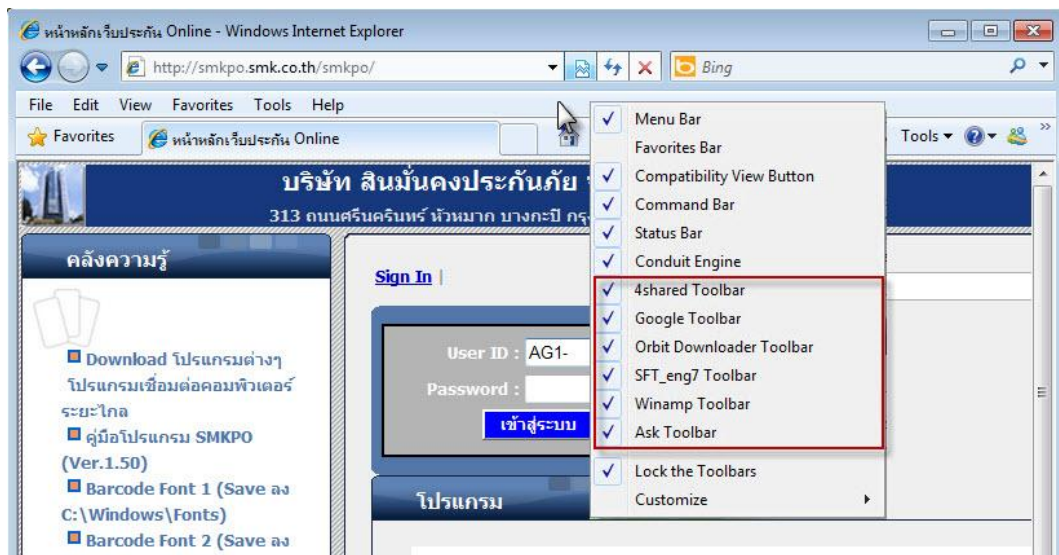 หน้าหลักเว็บประกัน Online - Windows Internet Explorer
http://smkpo.smk.co.th/smkpo/
Bing
File Edit View Favorites Tools Help
Favorites
หน้าหลักเว็บประกัน Online
Tools
บริษัท สินมั่นคงประกันภัย
313 ถนนศรีนครินทร์ หัวหมาก บางกะปิ
Menu Bar
Favorites Bar
Compatibility View Button
Command Bar
Status Bar
Conduit Engine
4shared Toolbar
Google Toolbar
Orbit Downloader Toolbar
SFT_eng7 Toolbar
Winamp Toolbar
Ask Toolbar
Lock the Toolbars
Customize
คลังความรู้
Download โปรแกรมต่างๆ
โปรแกรมเชื่อมต่อคอมพิวเตอร์
ระยะไกล
คู่มือโปรแกรม SMKPO
(Ver.1.50)
Barcode Font 1 (Save ลง
C:\Windows\Fonts)
Barcode Font 2 (Save ลง
Sign In |
User ID : AG1-
Password :
เข้าสู่ระบบ
โปรแกรม